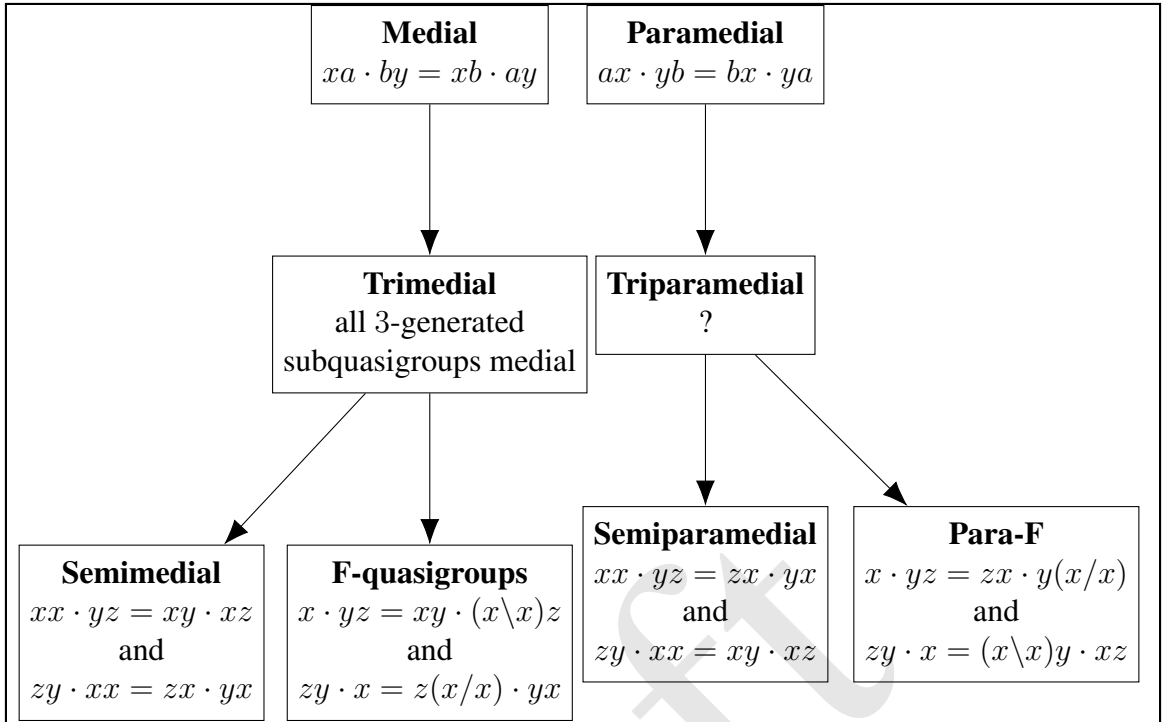 Medial
xa · by = xb · ay
Paramedial
ax · yb = bx · ya
Trimedial
all 3-generated
subquasigroups medial
Triparamedial
?
Semimedial
xx · yz = xy · xz
and
zy · xx = zx · yx
F-quasigroups
x · yz = xy · (x\x)z
and
zy · x = z(x/x) · yx
Semiparamedial
xx · yz = zx · yx
and
zy · xx = xy · xz
Para-F
x · yz = zx · y(x/x)
and
zy · x = (x\x)y · xz